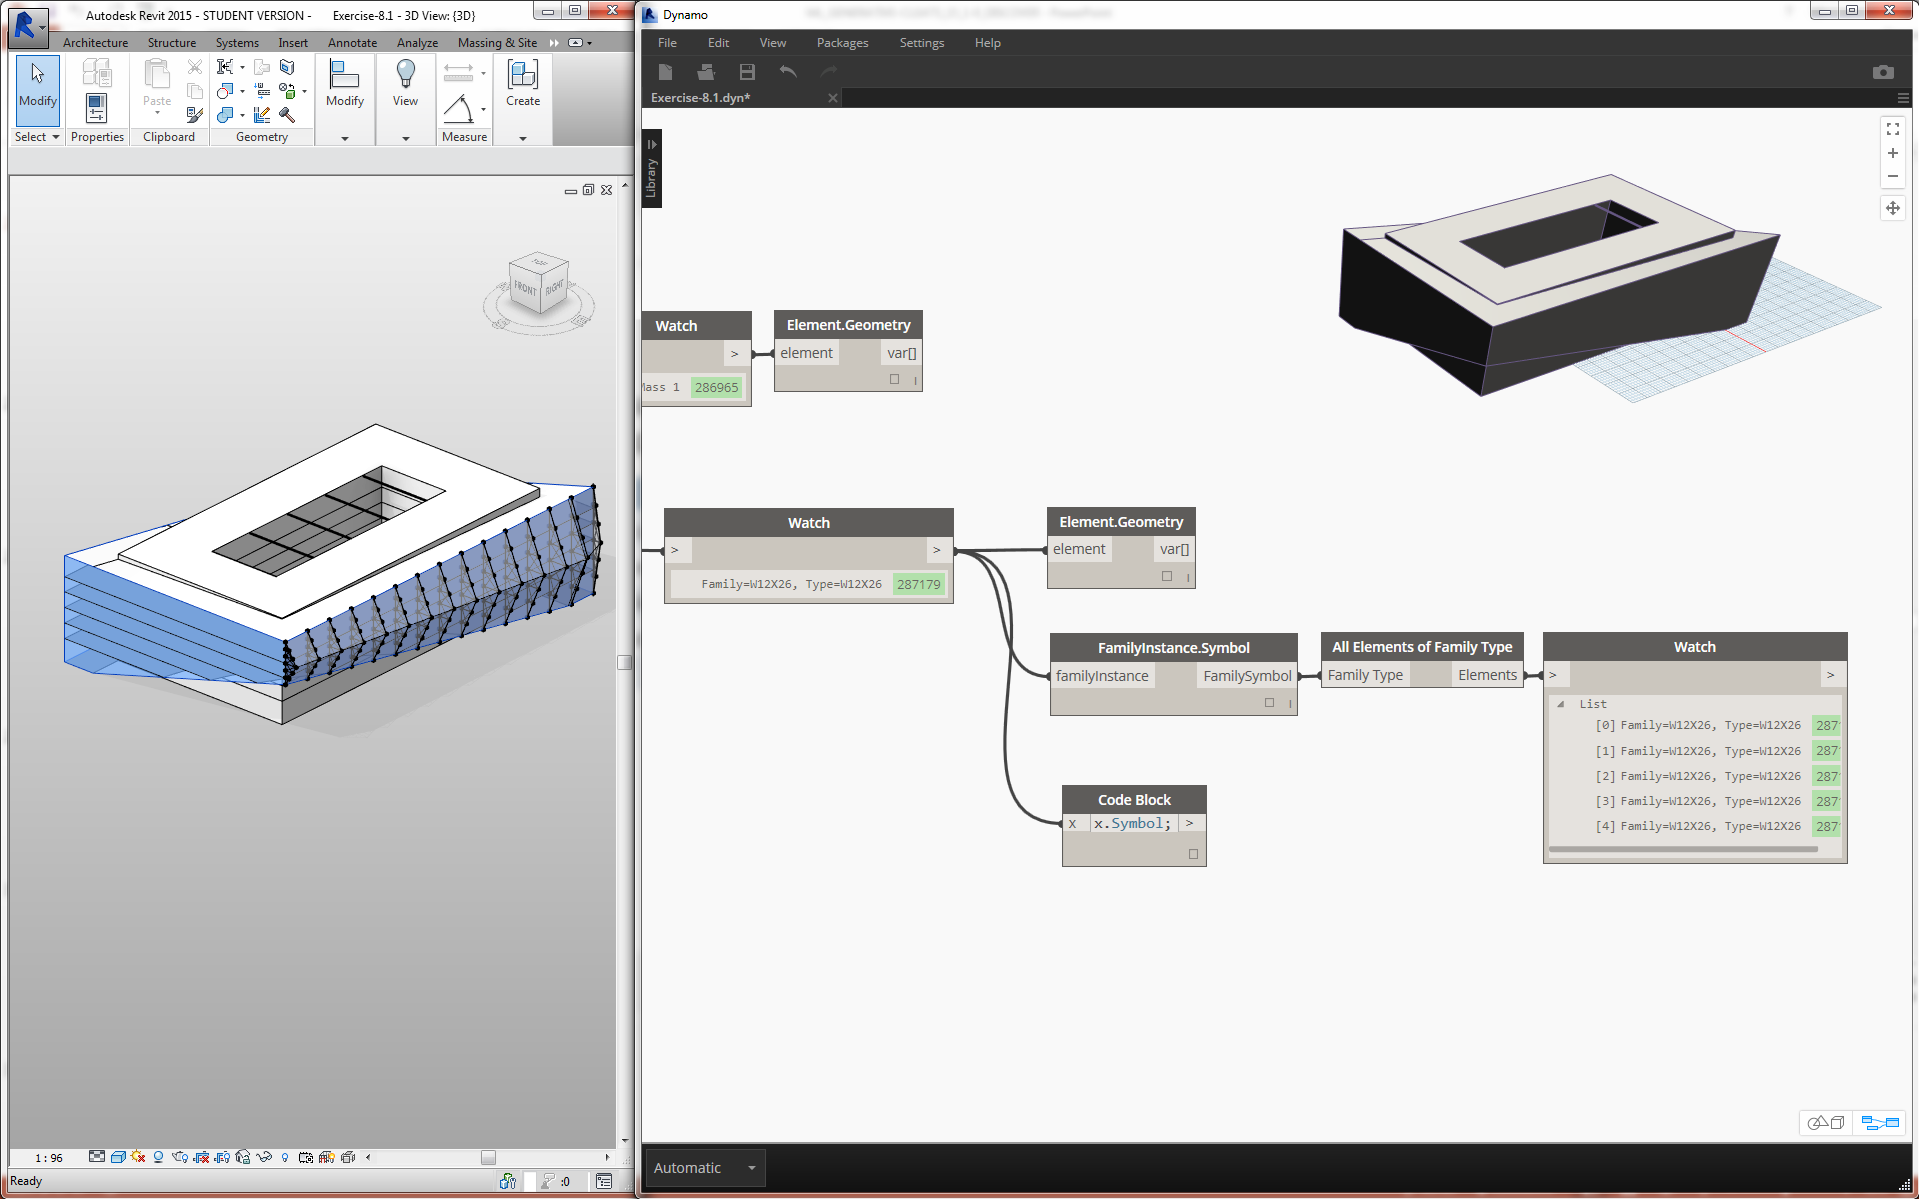 Autodesk Revit 2015 - STUDENT VERSION - Exercise-8.1 - 3D View: {3D}
Architecture Structure Systems Insert Annotate Analyze Massing & Site
Modify
Paste
Modify
View
Create
Select Properties Clipboard Geometry Measure
TOP
FRONT RIGHT
1 : 96
Ready
:0
Dynamo
File Edit View Packages Settings Help
Exercise-8.1.dyn*
Library
Watch
>
Mass 1 286965
Element.Geometry
element var[]
Watch
> >
Family=W12X26, Type=W12X26 287179
Element.Geometry
element var[]
FamilyInstance.Symbol
familyInstance FamilySymbol
All Elements of Family Type
Family Type Elements
Watch
> >
List
[0] Family=W12X26, Type=W12X26 287
[1] Family=W12X26, Type=W12X26 287
[2] Family=W12X26, Type=W12X26 287
[3] Family=W12X26, Type=W12X26 287
[4] Family=W12X26, Type=W12X26 287
Code Block
x x.Symbol; >
Automatic